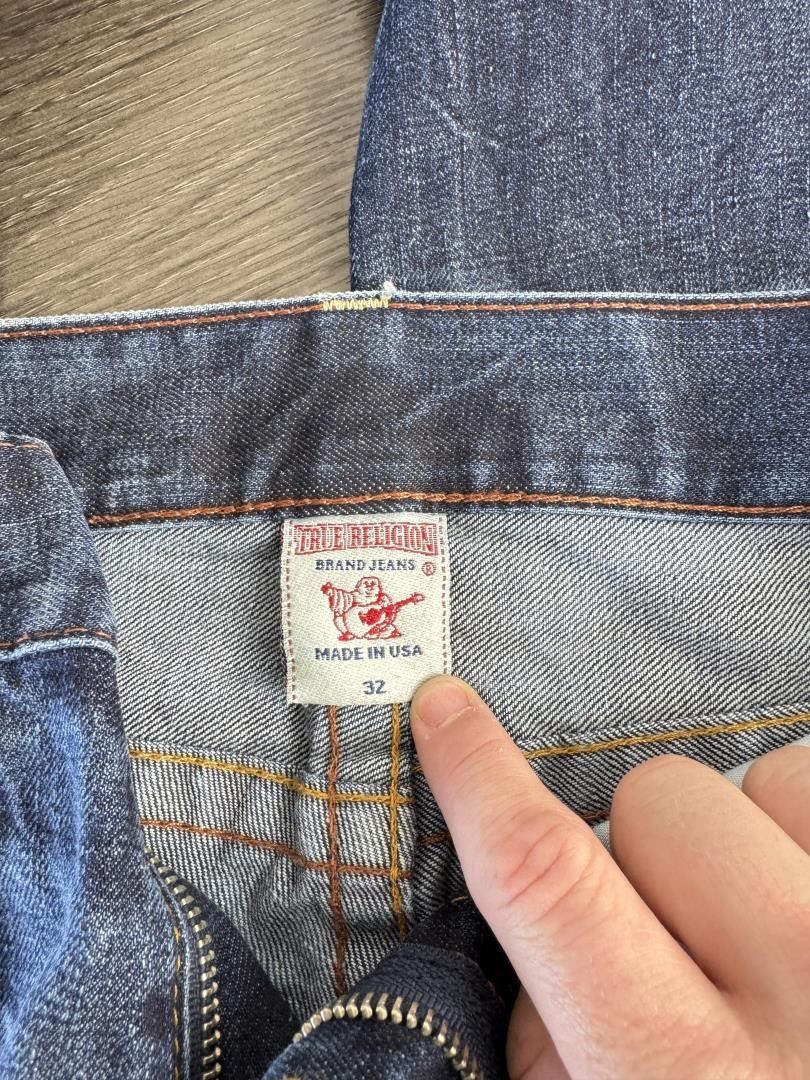 TRUE RELIGION
BRAND JEANS ®
MADE IN USA
32